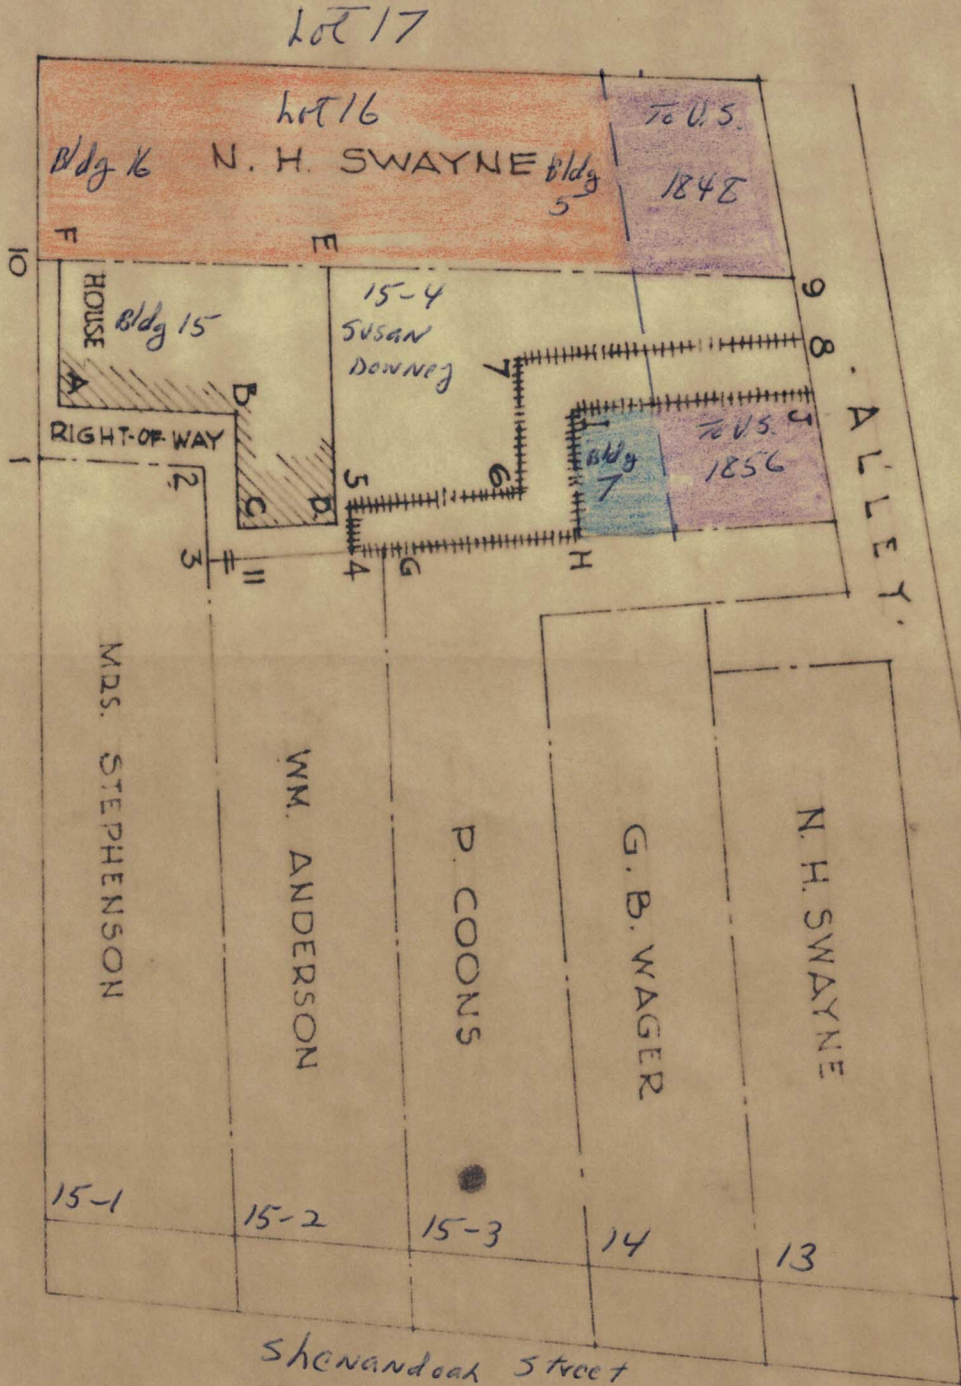 Lot 17
Lot 16
To U.S.
1848
Bldg 16
N. H. SWAYNE
Bldg
5
F
E
10
9
HOUSE
Bldg 15
15-4
Susan
Downey
8
7
A
B
I
J
ALLEY.
RIGHT-OF-WAY
Bldg
7
To U.S.
1856
1
2
C
D
5
6
3
11
4
G
H
MRS. STEPHENSON
WM. ANDERSON
P. COONS
G. B. WAGER
N. H. SWAYNE
15-1
15-2
15-3
14
13
Shenandoah Street